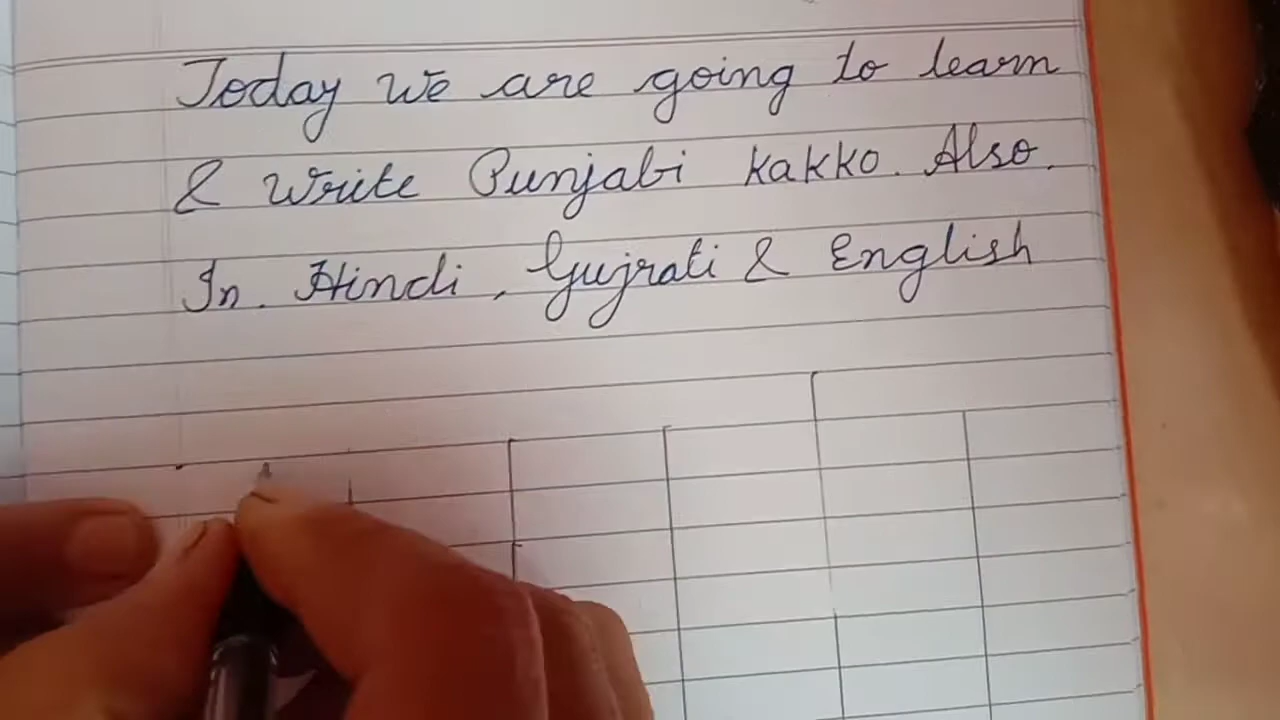 Today we are going to learn
& Write Punjabi kakko. Also.
In. Hindi, Gujrati & English